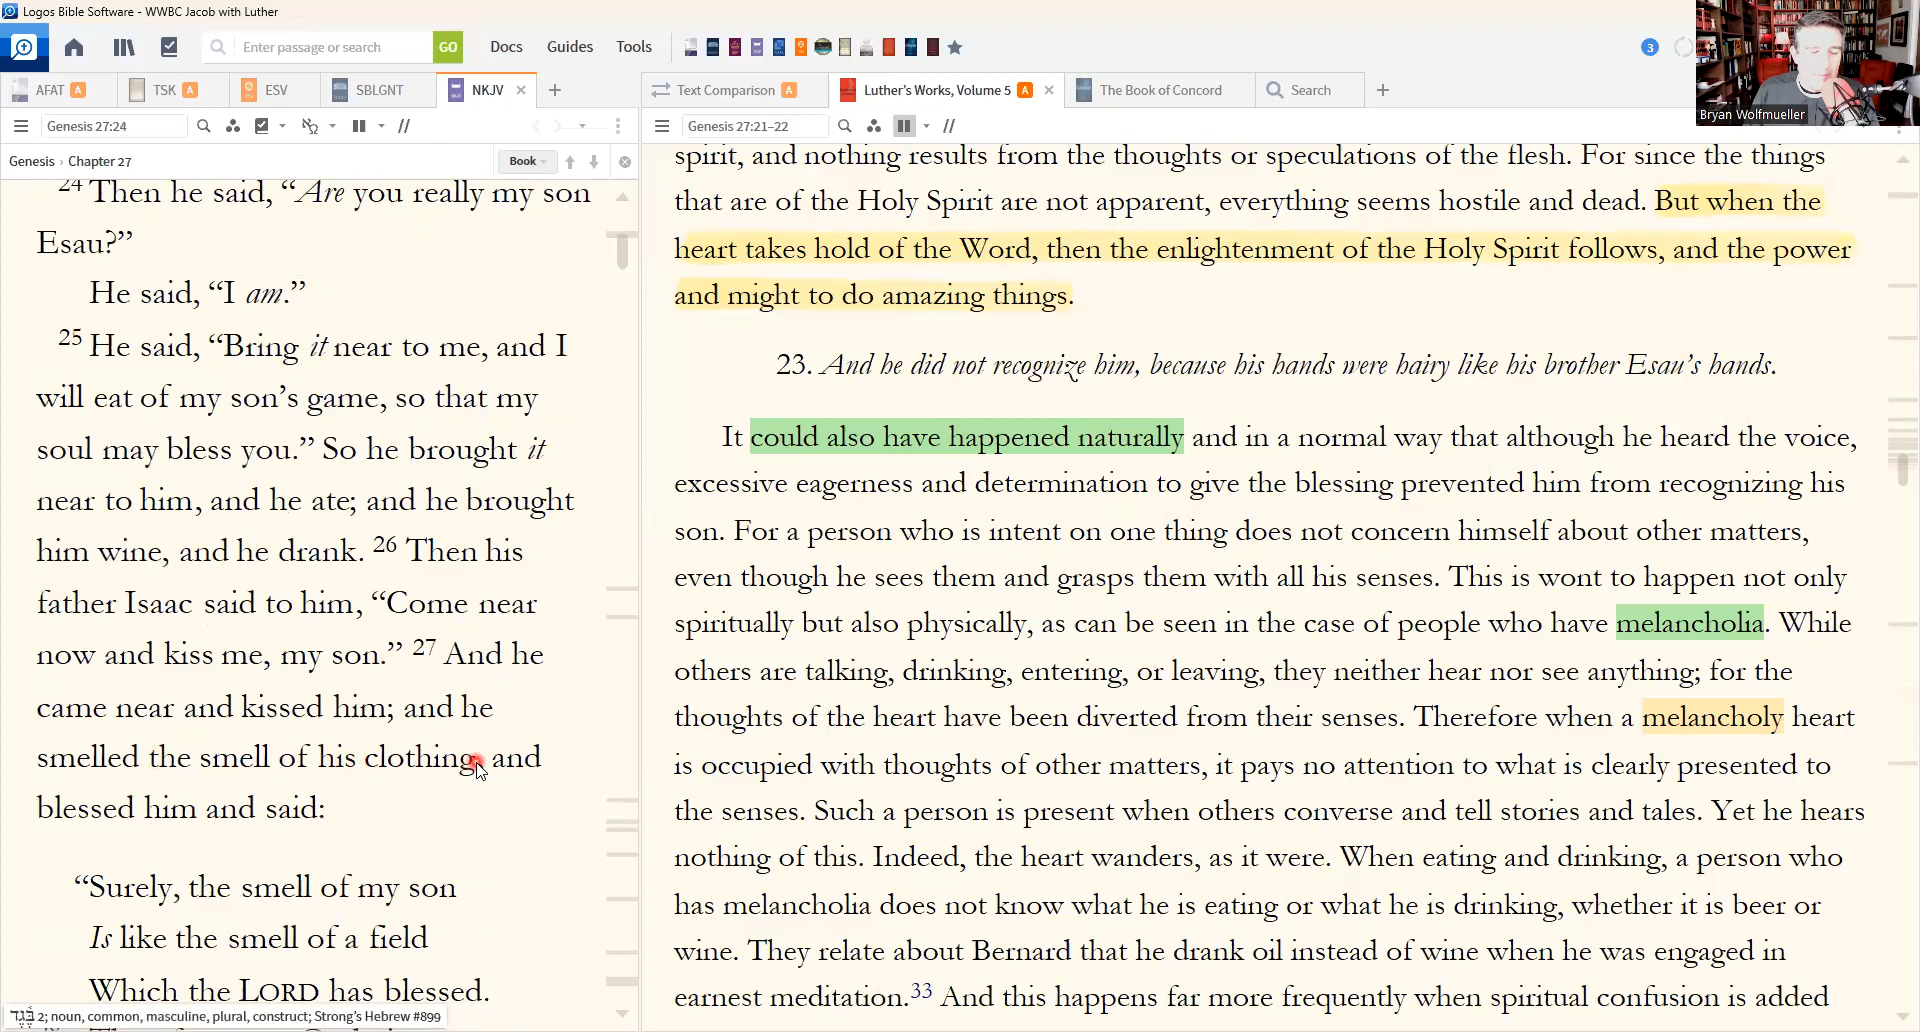 Logos Bible Software - WWBC Jacob with Luther
Enter passage or search
GO
Docs
Guides
Tools
3
Bryan Wolfmueller
AFAT A
TSK A
ESV
SBLGNT
NKJV
Text Comparison A
Luther's Works, Volume 5 A
The Book of Concord
Search
Genesis 27:24
Genesis 27:21–22
Genesis › Chapter 27
Book
24 Then he said, “Are you really my son
Esau?”
He said, “I am.”
25 He said, “Bring it near to me, and I
will eat of my son’s game, so that my
soul may bless you.” So he brought it
near to him, and he ate; and he brought
him wine, and he drank. 26 Then his
father Isaac said to him, “Come near
now and kiss me, my son.” 27 And he
came near and kissed him; and he
smelled the smell of his clothing, and
blessed him and said:
“Surely, the smell of my son
Is like the smell of a field
Which the LORD has blessed.
2; noun, common, masculine, plural, construct; Strong’s Hebrew #899
spirit, and nothing results from the thoughts or speculations of the flesh. For since the things
that are of the Holy Spirit are not apparent, everything seems hostile and dead. But when the
heart takes hold of the Word, then the enlightenment of the Holy Spirit follows, and the power
and might to do amazing things.
23. And he did not recognize him, because his hands were hairy like his brother Esau’s hands.
It could also have happened naturally and in a normal way that although he heard the voice,
excessive eagerness and determination to give the blessing prevented him from recognizing his
son. For a person who is intent on one thing does not concern himself about other matters,
even though he sees them and grasps them with all his senses. This is wont to happen not only
spiritually but also physically, as can be seen in the case of people who have melancholia. While
others are talking, drinking, entering, or leaving, they neither hear nor see anything; for the
thoughts of the heart have been diverted from their senses. Therefore when a melancholy heart
is occupied with thoughts of other matters, it pays no attention to what is clearly presented to
the senses. Such a person is present when others converse and tell stories and tales. Yet he hears
nothing of this. Indeed, the heart wanders, as it were. When eating and drinking, a person who
has melancholia does not know what he is eating or what he is drinking, whether it is beer or
wine. They relate about Bernard that he drank oil instead of wine when he was engaged in
earnest meditation.33 And this happens far more frequently when spiritual confusion is added